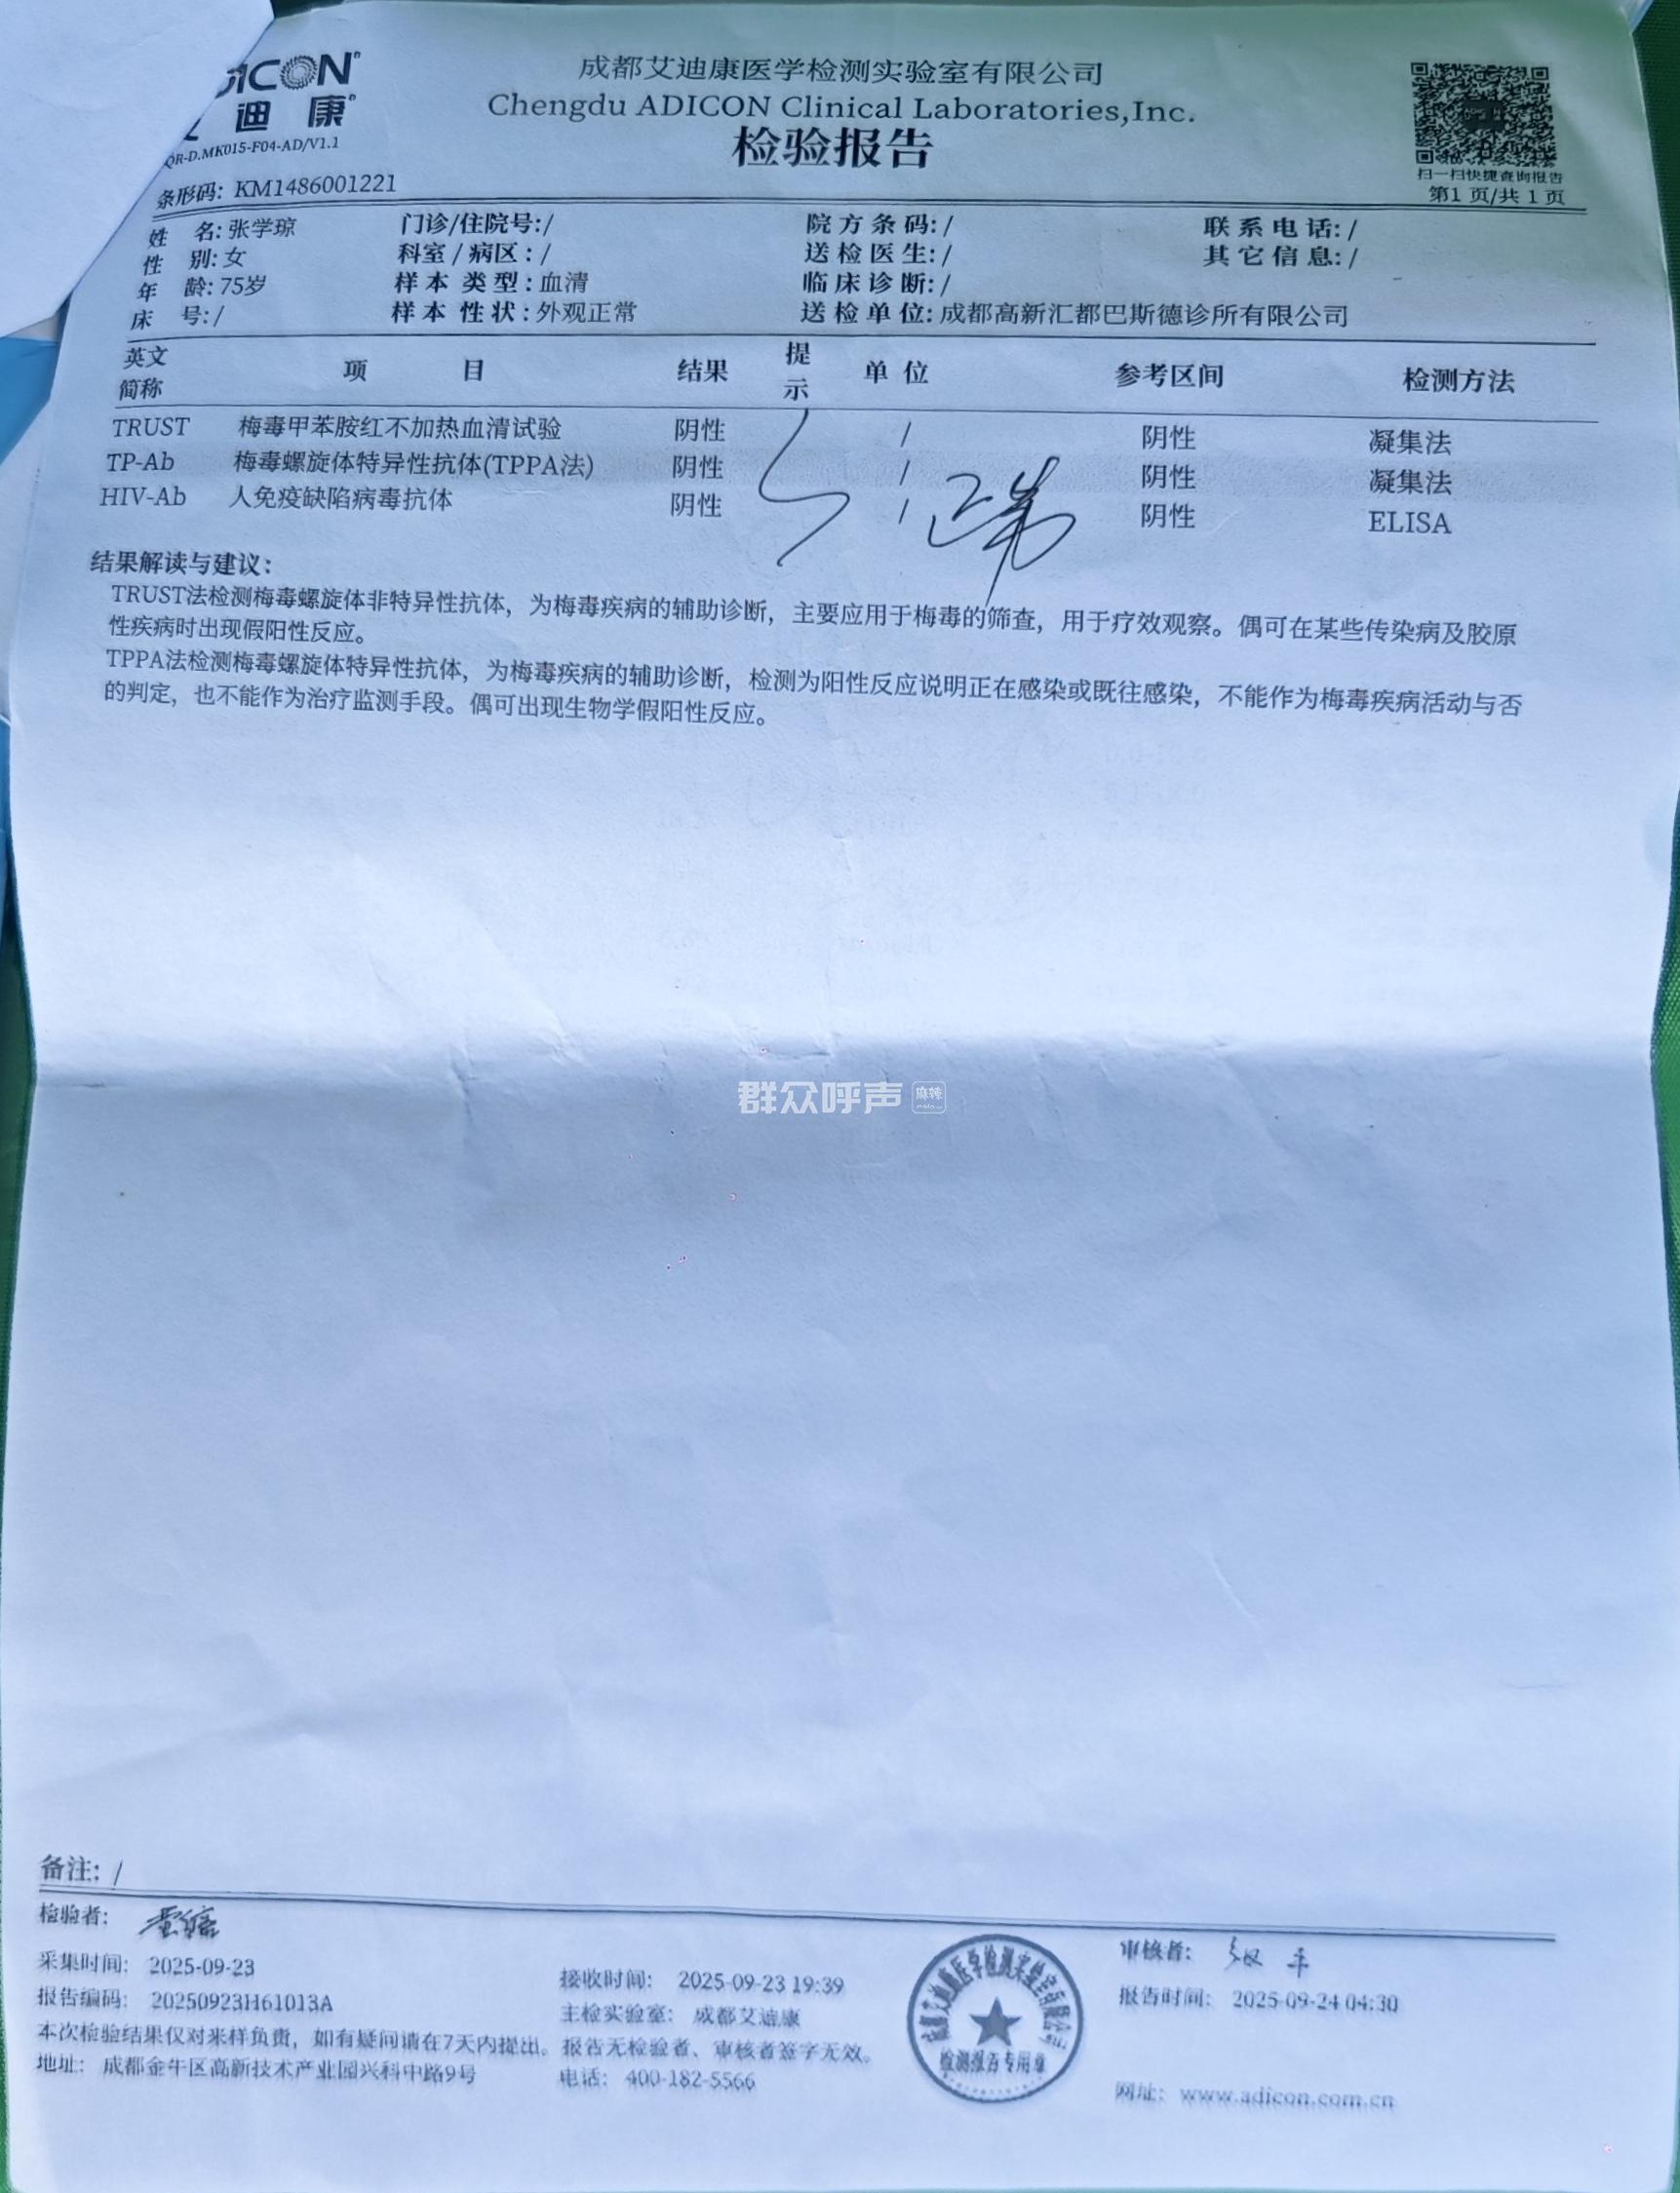 成都艾迪康医学检测实验室有限公司
Chengdu ADICON Clinical Laboratories,Inc.
检验报告
DICON
迪 康
QR-D.MK015-F04-AD/V1.1
扫一扫快捷查询报告
条形码: KM1486001221
第1 页/共 1 页
姓 名: 张学琼 门诊/住院号:/ 院方条码:/ 联系电话:/
性 别: 女 科室/病区:/ 送检医生:/ 其它信息:/
年 龄: 75岁 样本类型:血清 临床诊断:/
床 号:/ 样本性状:外观正常 送检单位:成都高新汇都巴斯德诊所有限公司
英文简称 项 目 结果 提示 单位 参考区间 检测方法
TRUST 梅毒甲苯胺红不加热血清试验 阴性 / 阴性 凝集法
TP-Ab 梅毒螺旋体特异性抗体(TPPA法) 阴性 / 阴性 凝集法
HIV-Ab 人免疫缺陷病毒抗体 阴性 / 阴性 ELISA
正常
结果解读与建议：
TRUST法检测梅毒螺旋体非特异性抗体，为梅毒疾病的辅助诊断，主要应用于梅毒的筛查，用于疗效观察。偶可在某些传染病及胶原
性疾病时出现假阳性反应。
TPPA法检测梅毒螺旋体特异性抗体，为梅毒疾病的辅助诊断，检测为阳性反应说明正在感染或既往感染，不能作为梅毒疾病活动与否
的判定，也不能作为治疗监测手段。偶可出现生物学假阳性反应。
群众呼声 麻辣
备注: /
检验者:
审核者:
采集时间: 2025-09-23 接收时间: 2025-09-23 19:39 报告时间: 2025-09-24 04:30
报告编码: 20250923H61013A 主检实验室: 成都艾迪康
本次检验结果仅对来样负责，如有疑问请在7天内提出。报告无检验者、审核者签字无效。
地址: 成都金牛区高新技术产业园兴科中路9号 电话: 400-182-5566 网址: www.adicon.com.cn
成都艾迪康医学检测实验室有限公司
检测报告专用章